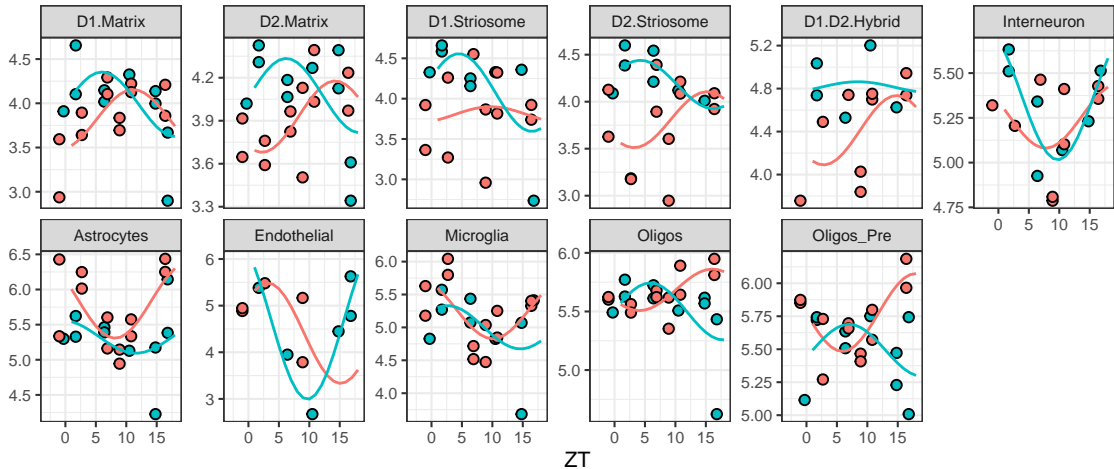 D1.Matrix D2.Matrix D1.Striosome D2.Striosome D1.D2.Hybrid Interneuron
4.5 4.0 3.5 3.0
4.2 3.9 3.6 3.3
4.5 4.0 3.5 3.0
4.5 4.0 3.5 3.0
5.2 4.8 4.4 4.0
5.50 5.25 5.00 4.75
0 5 10 15
Astrocytes Endothelial Microglia Oligos Oligos_Pre
6.5 6.0 5.5 5.0 4.5
6 5 4 3
6.0 5.5 5.0 4.5 4.0
6.0 5.5 5.0
6.00 5.75 5.50 5.25 5.00
0 5 10 15 0 5 10 15 0 5 10 15 0 5 10 15 0 5 10 15
ZT